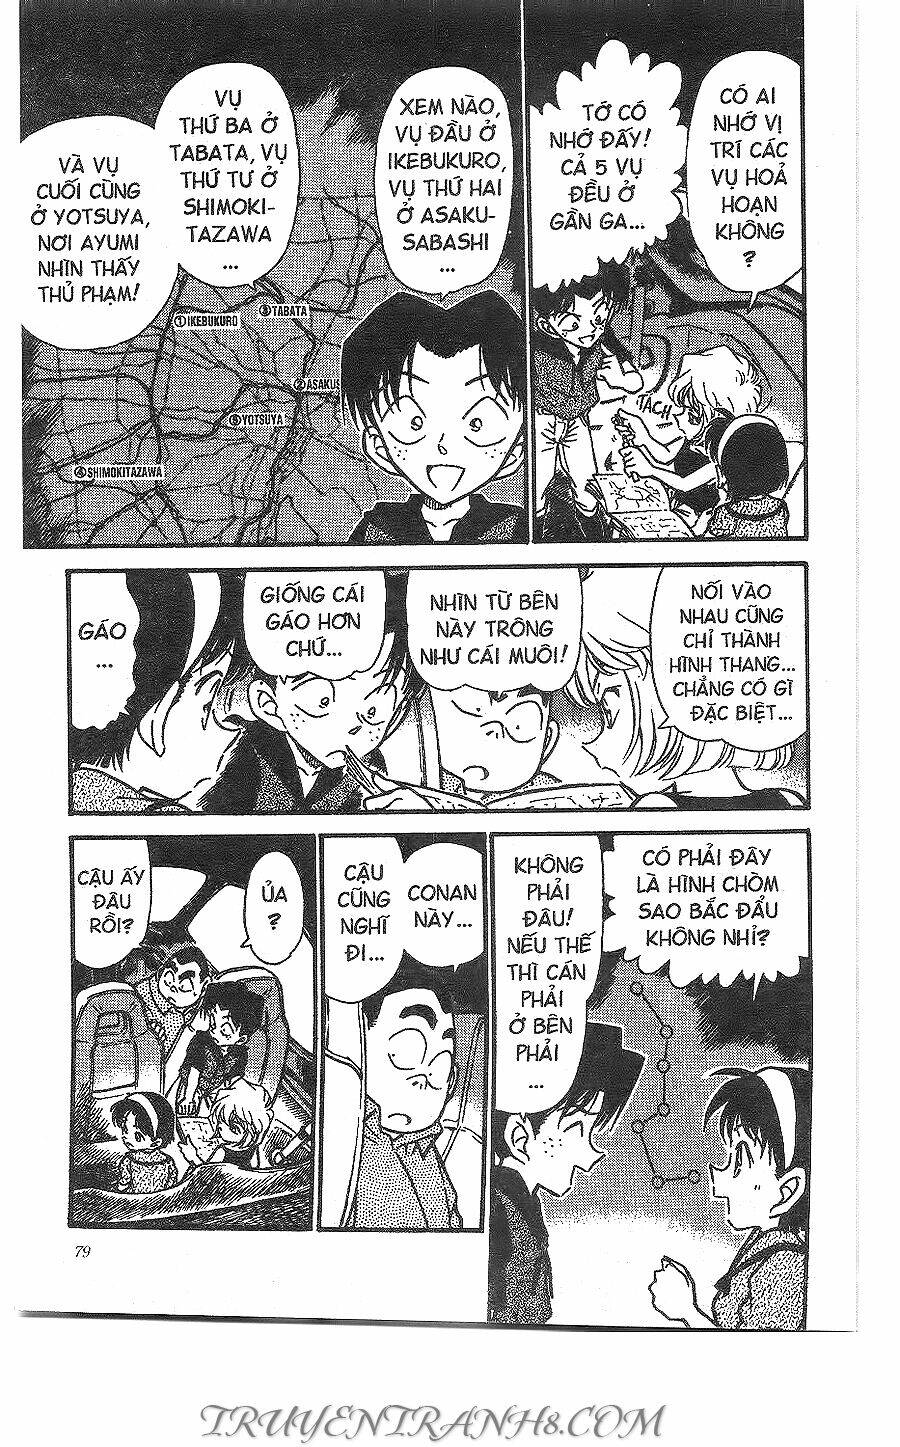 CÓ AI
NHỚ VỊ
TRÍ CÁC
VỤ HOẢ
HOẠN
KHÔNG
?
TỚ CÓ
NHỚ ĐẤY!
CẢ 5 VỤ
ĐỀU Ở
GẦN GA...
TÁCH
XEM NÀO,
VỤ ĐẦU Ở
IKEBUKURO,
VỤ THỨ HAI
Ở ASAKU-
SABASHI
...
VỤ
THỨ BA Ở
TABATA, VỤ
THỨ TƯ Ở
SHIMOKI-
TAZAWA
...
VÀ VỤ
CUỐI CÙNG
Ở YOTSUYA,
NƠI AYUMI
NHÌN THẤY
THỦ PHẠM!
③TABATA
①IKEBUKURO
②ASAKUS
⑤YOTSUYA
④SHIMOKITAZAWA
NỐI VÀO
NHAU CŨNG
CHỈ THÀNH
HÌNH THANG...
CHẲNG CÓ GÌ
ĐẶC BIỆT...
NHÌN TỪ BÊN
NÀY TRÔNG
NHƯ CÁI MUÔI!
GIỐNG CÁI
GÁO HƠN
CHỨ...
GÁO
...
CÓ PHẢI ĐÂY
LÀ HÌNH CHÒM
SAO BẮC ĐẨU
KHÔNG NHỈ?
KHÔNG
PHẢI
ĐÂU!
NẾU THẾ
THÌ CÁN
PHẢI
Ở BÊN
PHẢI
...
CONAN
NÀY...
CẬU
CŨNG
NGHĨ
ĐI...
ỦA
?
CẬU ẤY
ĐÂU
RỒI?
79
TRUYENTRANH8.COM